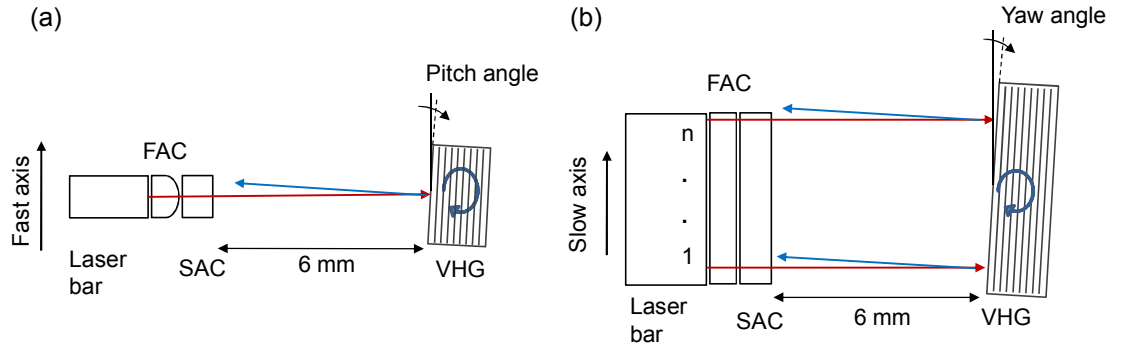 (a)
Pitch angle
FAC
Fast axis
Laser
bar
SAC
6 mm
VHG
(b)
Yaw angle
FAC
n
.
.
1
Slow axis
Laser
bar
SAC
6 mm
VHG